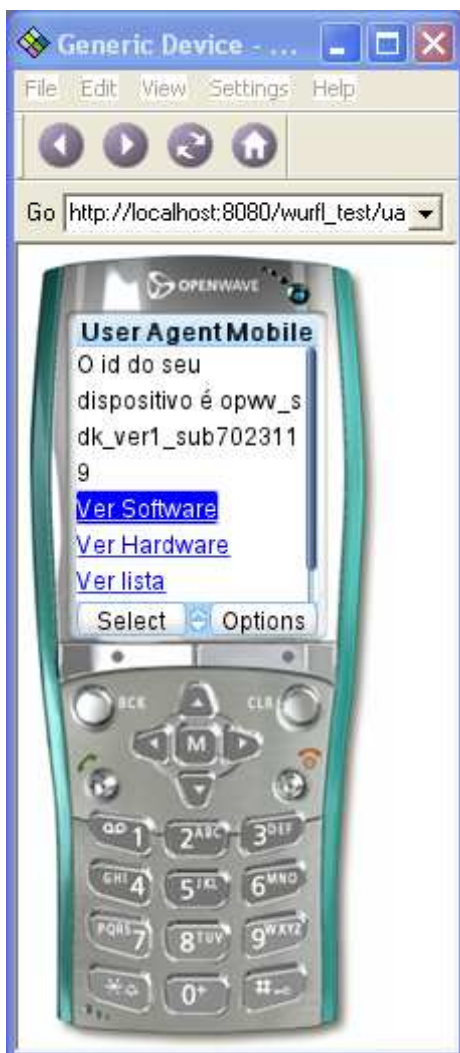 Generic Device - ...
File Edit View Settings Help
Go http://localhost:8080/wurfl_test/ua
OPENWAVE
User Agent Mobile
O id do seu
dispositivo é opwv_s
dk_ver1_sub702311
9
Ver Software
Ver Hardware
Ver lista
Select Options
BCK CLR
M
1 2ABC 3DEF
GHI4 5JKL 6MNO
PQRS7 8TUV 9WXYZ
0+ #